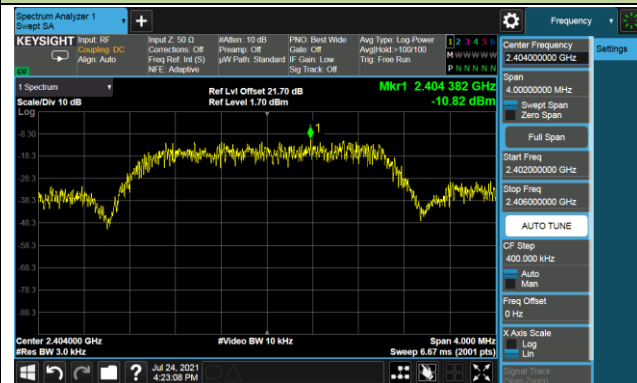 Spectrum Analyzer 1
Swept SA
+
Frequency
KEYSIGHT
Input: RF
Coupling: DC
Align: Auto
Input Z: 50 Ω
Corrections: Off
Freq Ref: Int (S)
NFE: Adaptive
#Atten: 10 dB
Preamp: Off
µW Path: Standard
PNO: Best Wide
Gate: Off
IF Gain: Low
Sig Track: Off
Avg Type: Log-Power
Avg|Hold:>100/100
Trig: Free Run
1 2 3 4 5 6
M W W W W W
P N N N N N
LXI
1 Spectrum
Scale/Div 10 dB
Log
Ref Lvl Offset 21.70 dB
Ref Level 1.70 dBm
Mkr1 2.404 382 GHz
-10.82 dBm
1
-8.30
-18.3
-28.3
-38.3
-48.3
-58.3
-68.3
-78.3
-88.3
Center 2.404000 GHz
#Res BW 3.0 kHz
#Video BW 10 kHz
Span 4.000 MHz
Sweep 6.67 ms (2001 pts)
Center Frequency
2.404000000 GHz
Settings
Span
4.00000000 MHz
Swept Span
Zero Span
Full Span
Start Freq
2.402000000 GHz
Stop Freq
2.406000000 GHz
AUTO TUNE
CF Step
400.000 kHz
Auto
Man
Freq Offset
0 Hz
X Axis Scale
Log
Lin
Signal Track
(Span Zoom)
?
Jul 24, 2021
4:23:08 PM